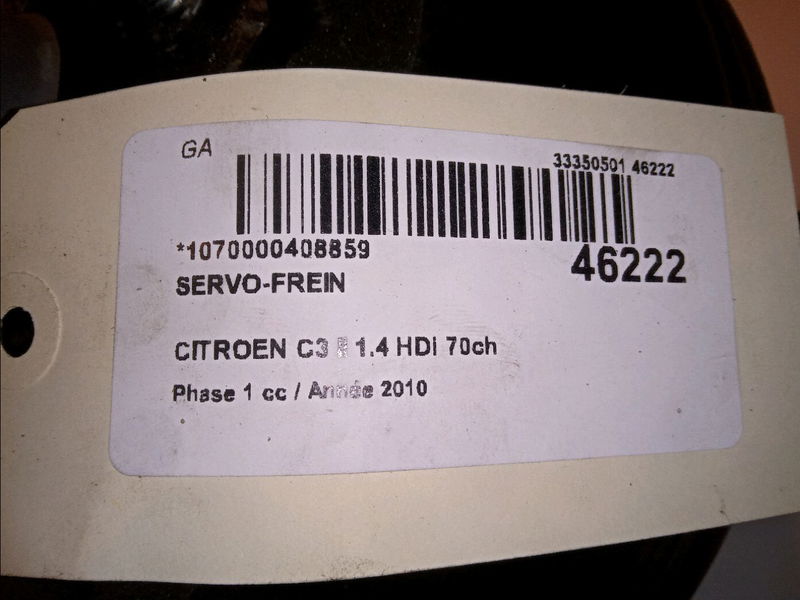 GA
33350501 46222
*1070000408859
46222
SERVO-FREIN
CITROEN C3 1.4 HDi 70ch
Phase 1 cc / Année 2010